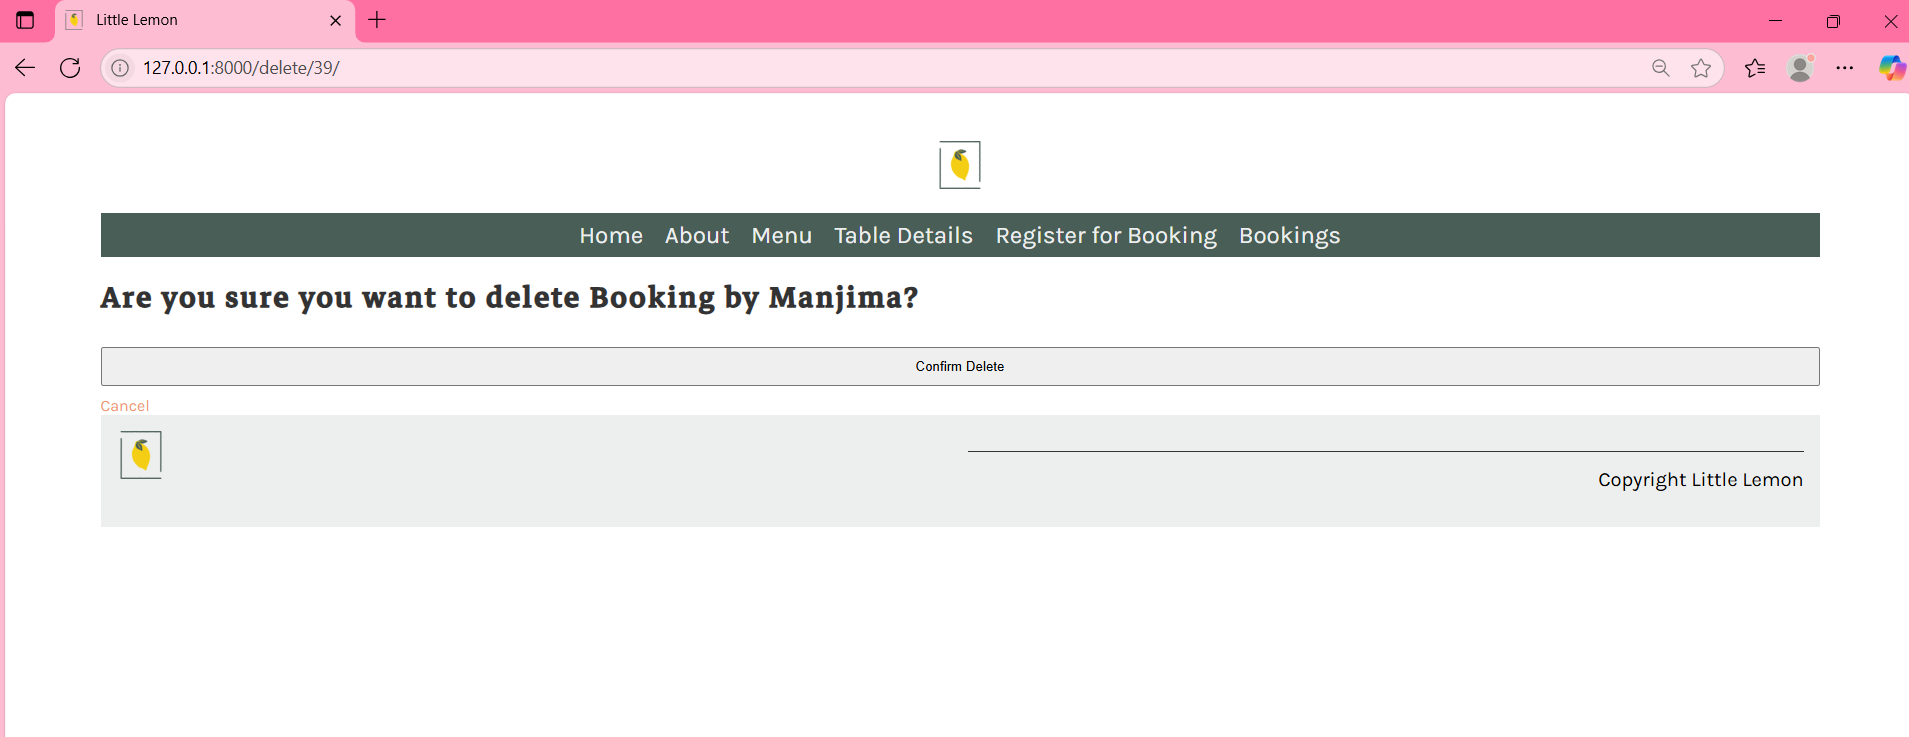 Little Lemon
127.0.0.1:8000/delete/39/
Home About Menu Table Details Register for Booking Bookings
Are you sure you want to delete Booking by Manjima?
Confirm Delete
Cancel
Copyright Little Lemon